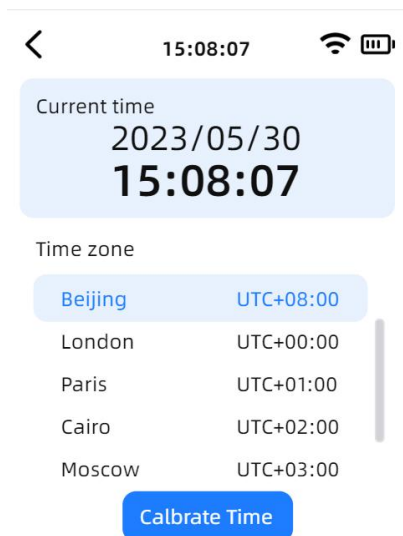 15:08:07
Current time
2023/05/30
15:08:07
Time zone
Beijing UTC+08:00
London UTC+00:00
Paris UTC+01:00
Cairo UTC+02:00
Moscow UTC+03:00
Calbrate Time